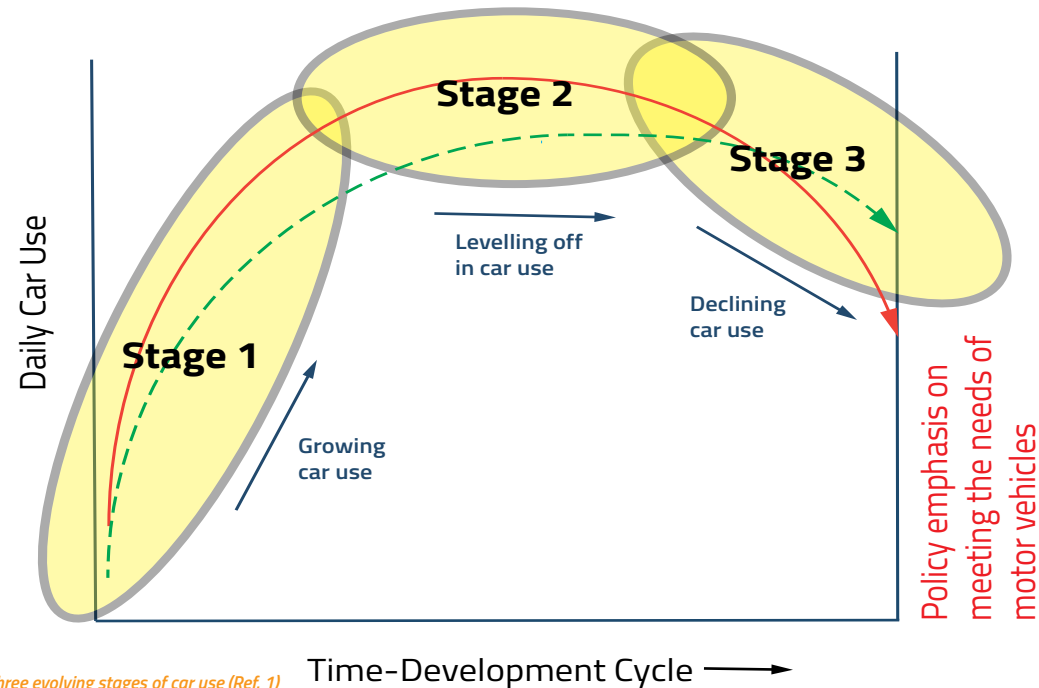 Stage 2
Stage 3
Stage 1
Levelling off
in car use
Declining
car use
Growing
car use
Daily Car Use
Policy emphasis on
meeting the needs of
motor vehicles
Time-Development Cycle
three evolving stages of car use (Ref. 1)